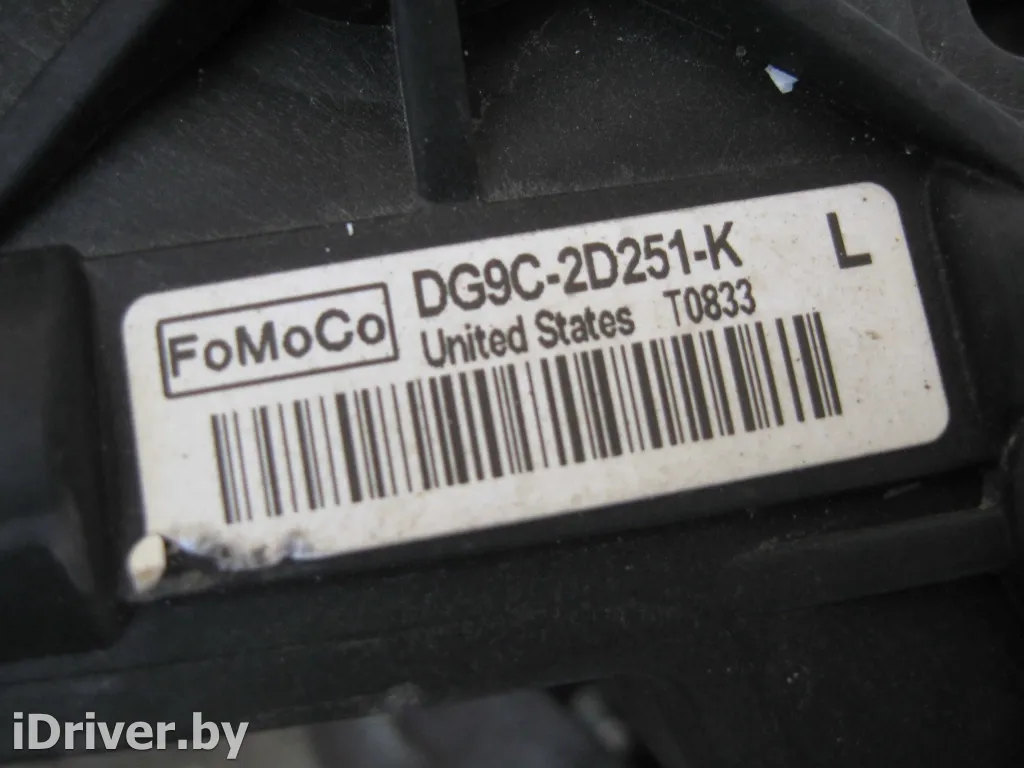 FoMoCo
DG9C-2D251-K
L
United States T0833
iDriver.by